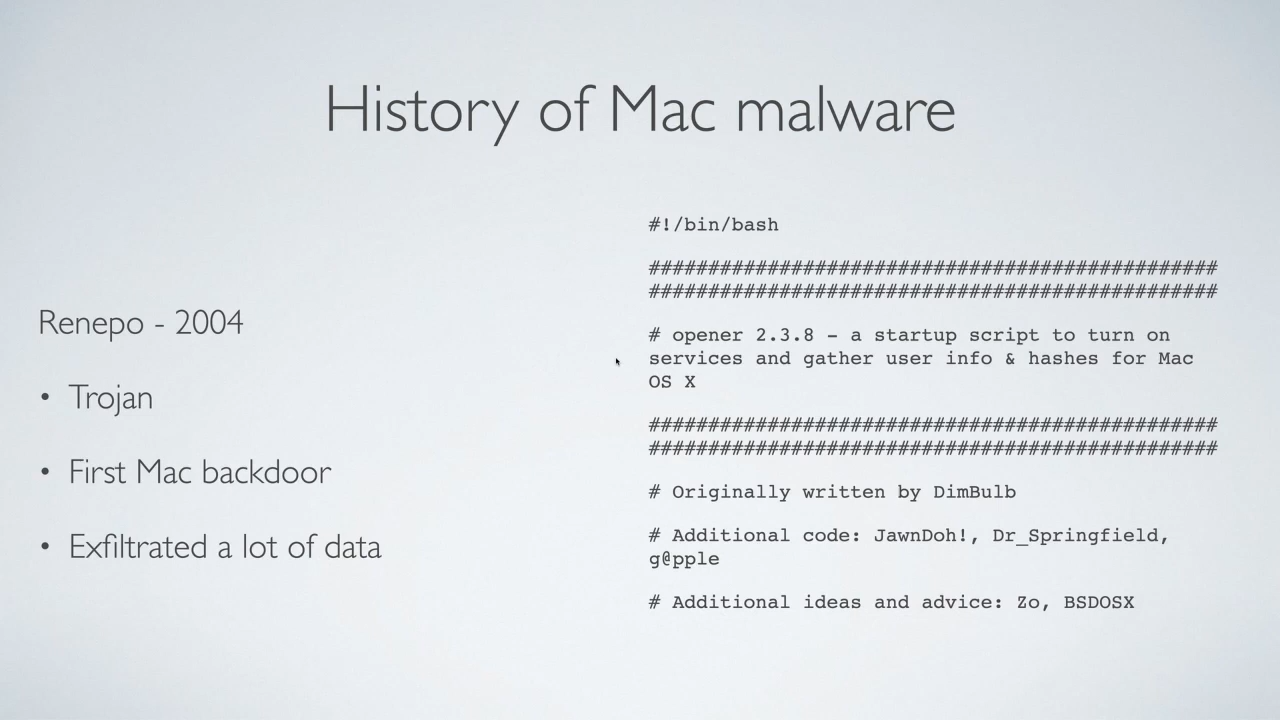 History of Mac malware
Renepo - 2004
• Trojan
• First Mac backdoor
• Exfiltrated a lot of data
#!/bin/bash
################################################
################################################
# opener 2.3.8 - a startup script to turn on
services and gather user info & hashes for Mac
OS X
################################################
################################################
# Originally written by DimBulb
# Additional code: JawnDoh!, Dr_Springfield,
g@pple
# Additional ideas and advice: Zo, BSDOSX